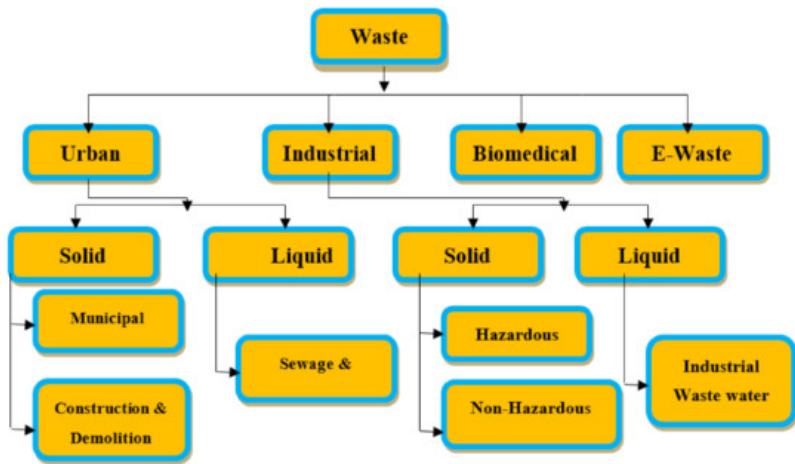 Waste
Urban
Industrial
Biomedical
E-Waste
Solid
Liquid
Solid
Liquid
Municipal
Construction &
Demolition
Sewage &
Hazardous
Non-Hazardous
Industrial
Waste water